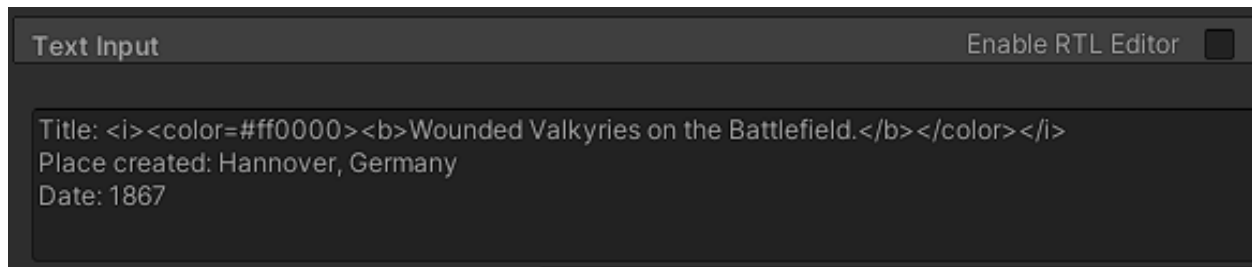 Text Input
Enable RTL Editor
Title: <i><color=#ff0000><b>Wounded Valkyries on the Battlefield.</b></color></i>
Place created: Hannover, Germany
Date: 1867